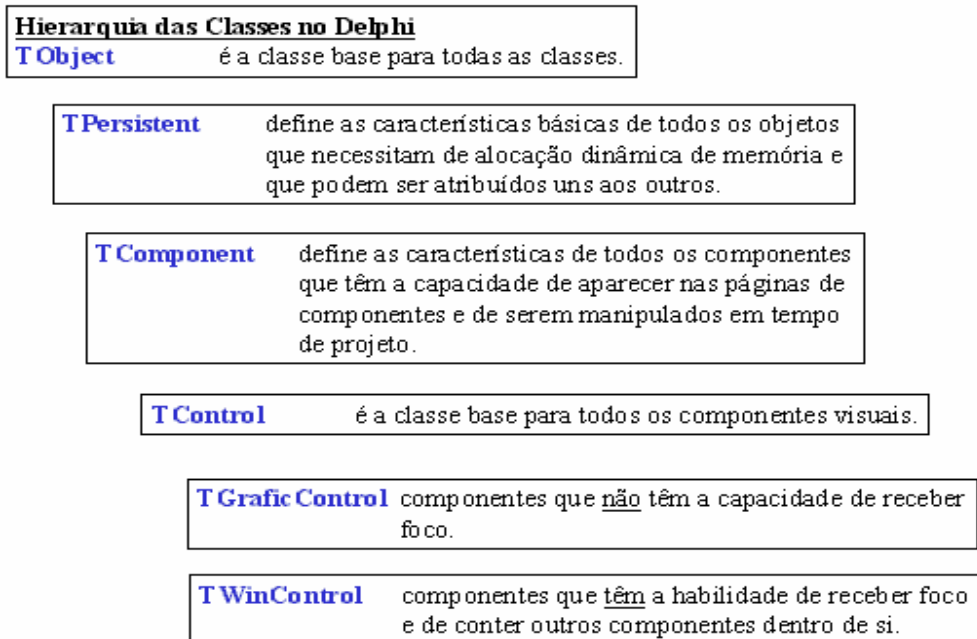 Hierarquia das Classes no Delphi
TObject é a classe base para todas as classes.
TPersistent define as características básicas de todos os objetos
que necessitam de alocação dinâmica de memória e
que podem ser atribuídos uns aos outros.
TComponent define as características de todos os componentes
que têm a capacidade de aparecer nas páginas de
componentes e de serem manipulados em tempo
de projeto.
TControl é a classe base para todos os componentes visuais.
TGraficControl componentes que não têm a capacidade de receber
foco.
TWinControl componentes que têm a habilidade de receber foco
e de conter outros componentes dentro de si.